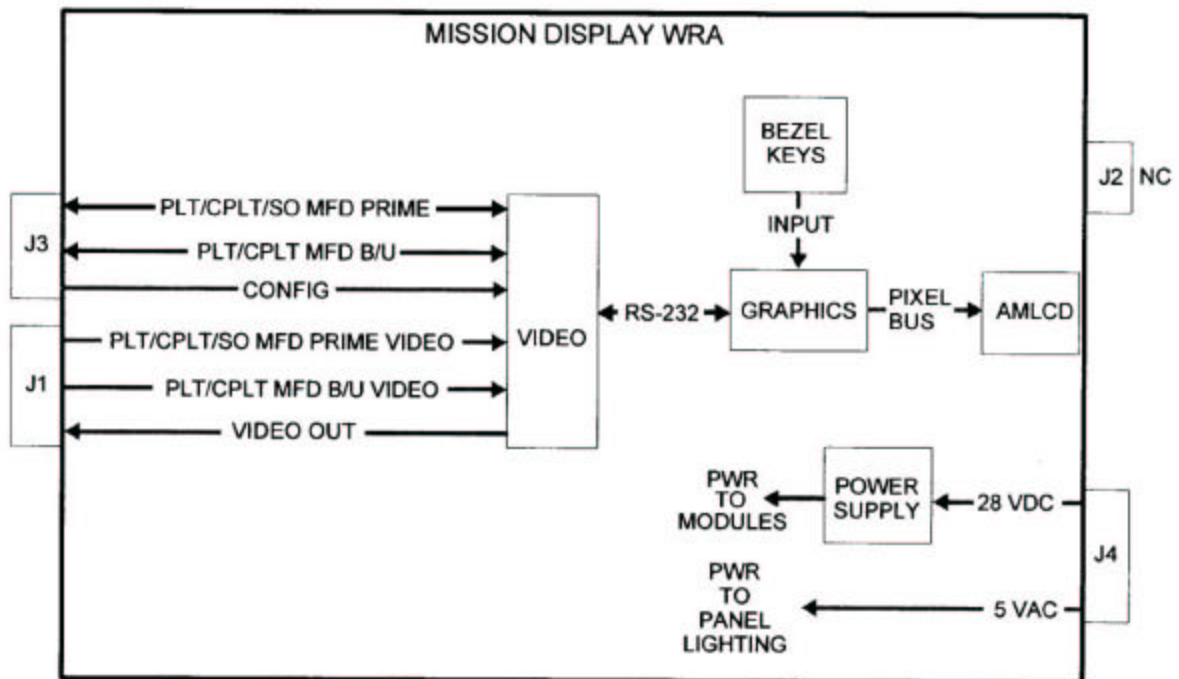 MISSION DISPLAY WRA
BEZEL
KEYS
J2 NC
INPUT
J3
PLT/CPLT/SO MFD PRIME
PLT/CPLT MFD B/U
CONFIG
J1
PLT/CPLT/SO MFD PRIME VIDEO
PLT/CPLT MFD B/U VIDEO
VIDEO OUT
VIDEO
RS-232
GRAPHICS
PIXEL
BUS
AMLCD
PWR
TO
MODULES
POWER
SUPPLY
28 VDC
J4
PWR
TO
PANEL
LIGHTING
5 VAC